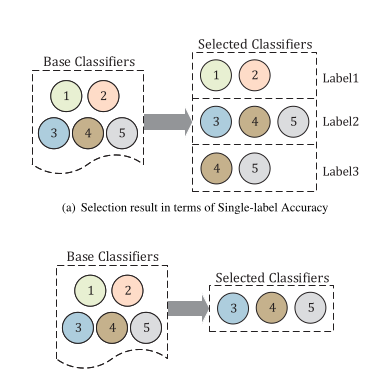 Selected Classifiers
Base Classifiers
1 2
1 2 Label1
3 4 5
3 4 5 Label2
4 5 Label3
(a) Selection result in terms of Single-label Accuracy
Base Classifiers
Selected Classifiers
1 2
3 4 5
3 4 5